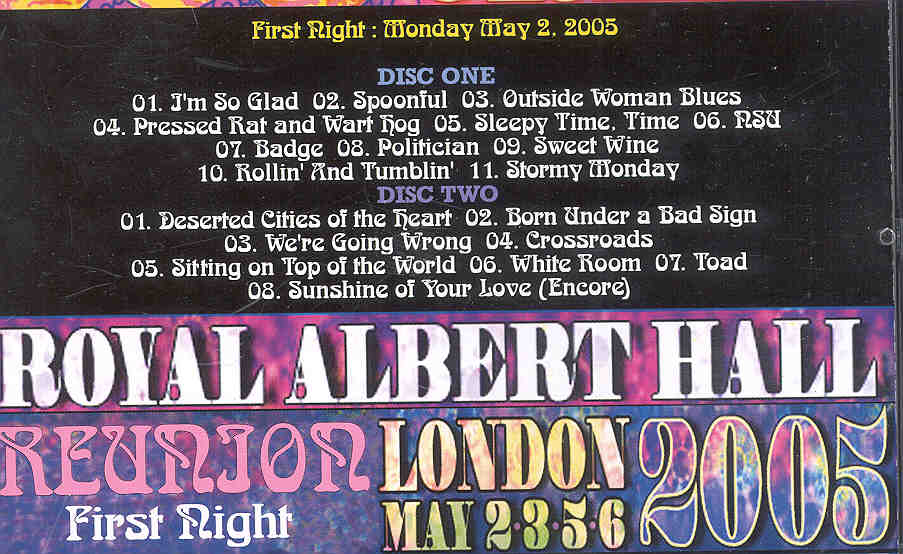 First Night : Monday May 2, 2005
DISC ONE
01. I'm So Glad 02. Spoonful 03. Outside Woman Blues
04. Pressed Rat and Wart Hog 05. Sleepy Time, Time 06. NSU
07. Badge 08. Politician 09. Sweet Wine
10. Rollin' And Tumblin' 11. Stormy Monday
DISC TWO
01. Deserted Cities of the Heart 02. Born Under a Bad Sign
03. We're Going Wrong 04. Crossroads
05. Sitting on Top of the World 06. White Room 07. Toad
08. Sunshine of Your Love (Encore)
ROYAL ALBERT HALL
REUNION
First Night
LONDON
MAY 2·3·5·6
2005